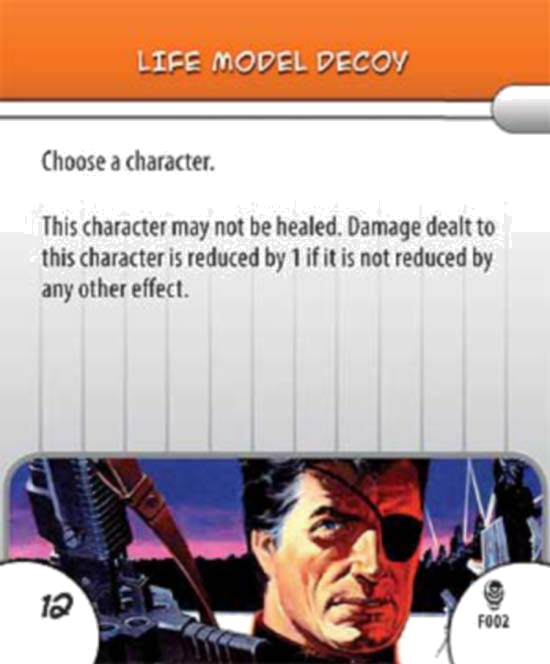 LIFE MODEL DECOY
Choose a character.
This character may not be healed. Damage dealt to
this character is reduced by 1 if it is not reduced by
any other effect.
12
F002